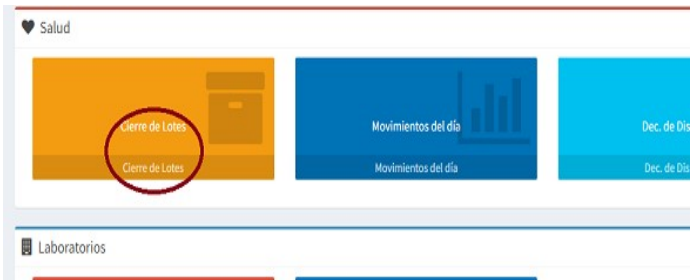 Salud
Cierre de Lotes
Movimientos del día
Dec. de Dis
Cierre de Lotes
Movimientos del día
Dec. de Dis
Laboratorios